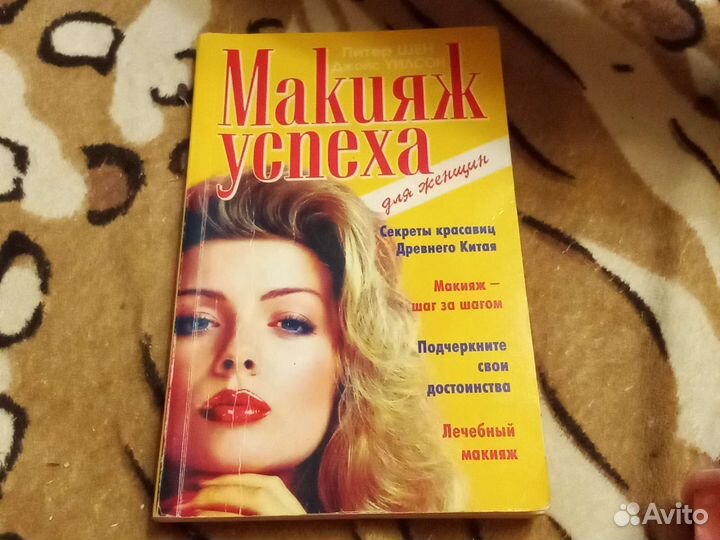 Питер ШЕН
Джойс УИЛСОН
Макияж
успеха
для женщин
Секреты красавиц
Древнего Китая
Макияж –
шаг за шагом
Подчеркните
свои
достоинства
Лечебный
макияж
Avito